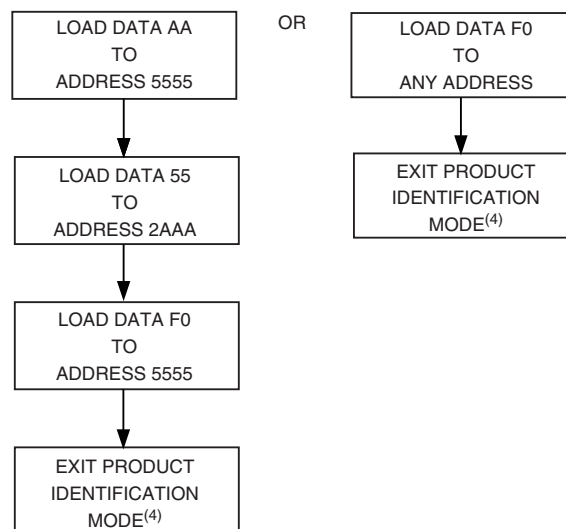 LOAD DATA AA
TO
ADDRESS 5555
LOAD DATA 55
TO
ADDRESS 2AAA
LOAD DATA F0
TO
ADDRESS 5555
EXIT PRODUCT
IDENTIFICATION
MODE(4)
OR
LOAD DATA F0
TO
ANY ADDRESS
EXIT PRODUCT
IDENTIFICATION
MODE(4)